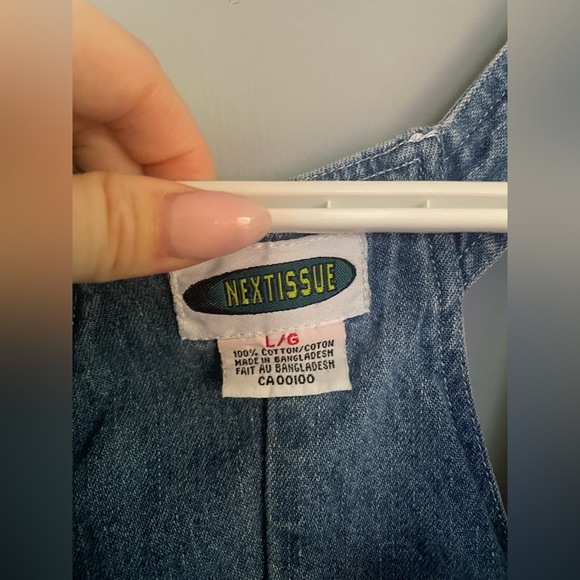 NEXTISSUE
L/G
100% COTTON/COTON
MADE IN BANGLADESH
FAIT AU BANGLADESH
CA00100